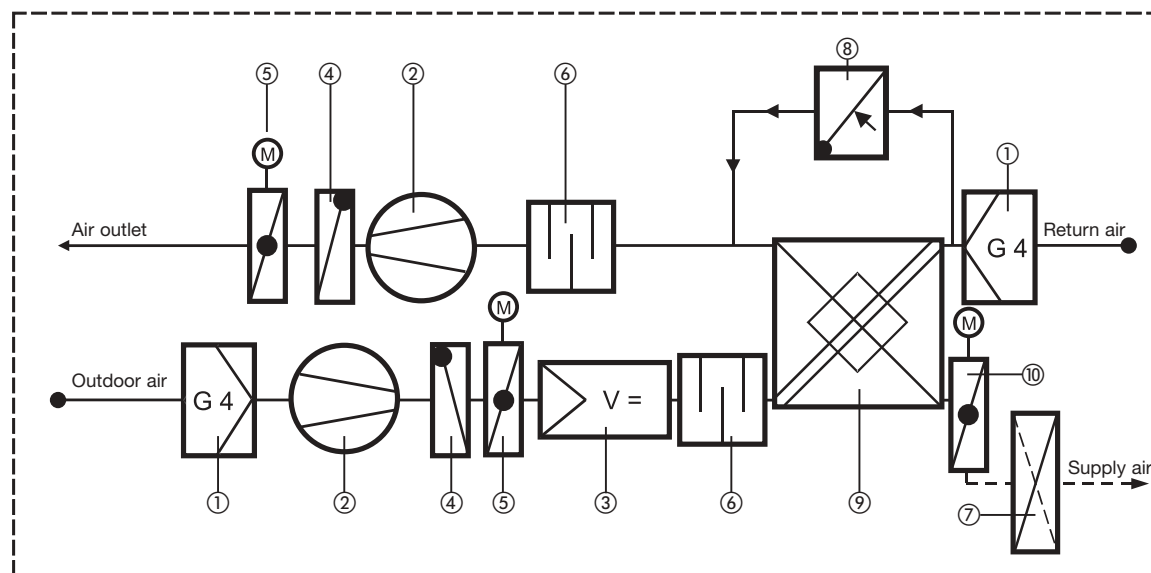 ⑤ ④ ② ⑥ ⑧
M
①
Air outlet
G 4
Return air
M
M
Outdoor air
G 4
V =
⑩
Supply air
① ② ④ ⑤ ③ ⑥ ⑨ ⑦